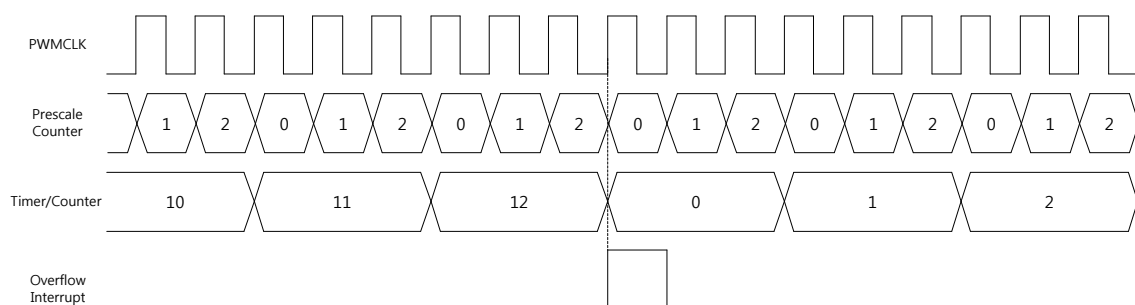 PWMCLK
Prescale
Counter
1 2 0 1 2 0 1 2 0 1 2 0 1 2 0 1 2
Timer/Counter
10 11 12 0 1 2
Overflow
Interrupt